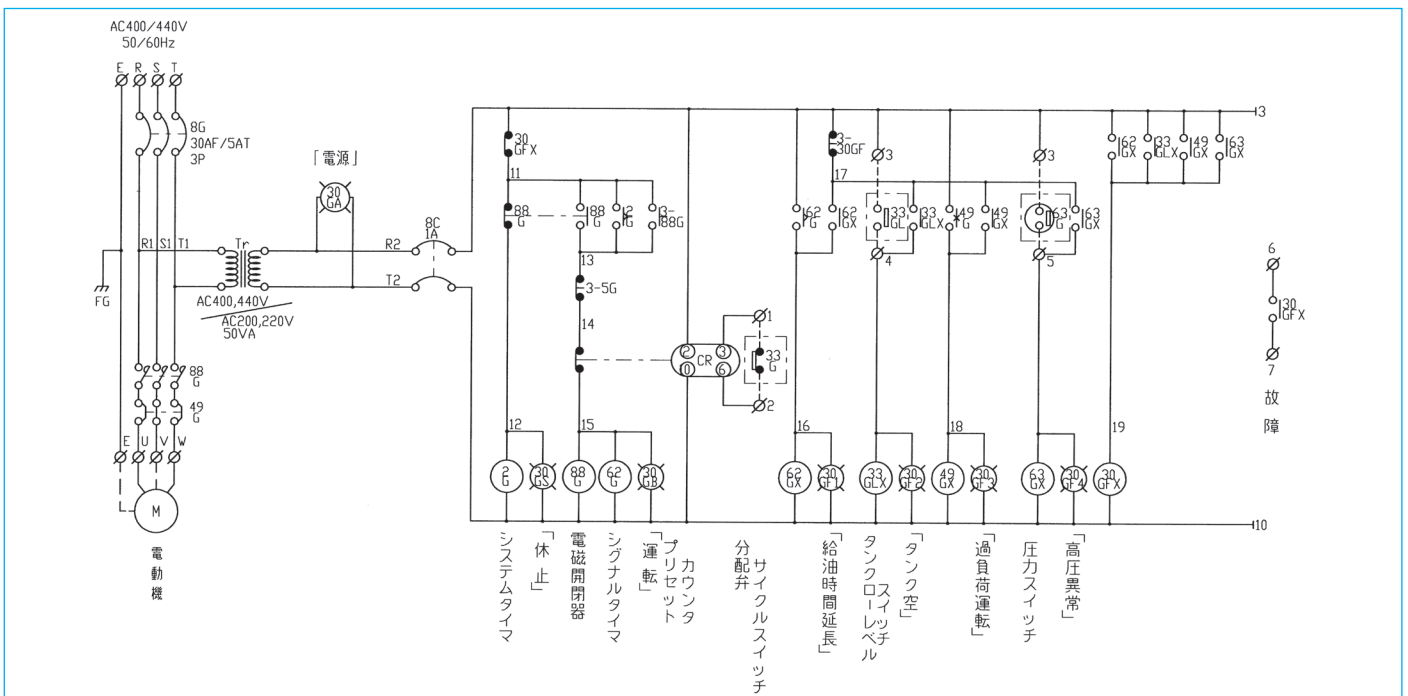 AC400/440V
50/60Hz
E R S T
8G
30AF/5AT
3P
「電源」
30
GA
R1 S1 T1
Tr
AC400,440V
AC200,220V
50VA
FG
R2
T2
8C
1A
88
G
49
G
E U V W
M
電動機
3
30
GFX
11
88
G
88
G
2
G
3-
88G
13
3-5G
14
12
15
2
G
30
GS
88
G
62
G
30
GB
2 3
CR
10 6
1
33
G
2
3-
30GF
17
62
G
62
GX
3
33
GL
33
GLX
4
49
G
49
GX
3
63
G
63
GX
5
62
GX
33
GLX
49
GX
63
GX
16
18
19
62
GX
30
GF1
33
GLX
30
GF2
49
GX
30
GF3
63
GX
30
GF4
30
GFX
10
6
30
GFX
7
故障
システムタイマ
「休止」
電磁開閉器
シグナルタイマ
「運転」
プリセット
カウンタ
分配弁
サイクルスイッチ
「給油時間延長」
タンクローレベル
スイッチ
「タンク空」
「過負荷運転」
圧力スイッチ
「高圧異常」